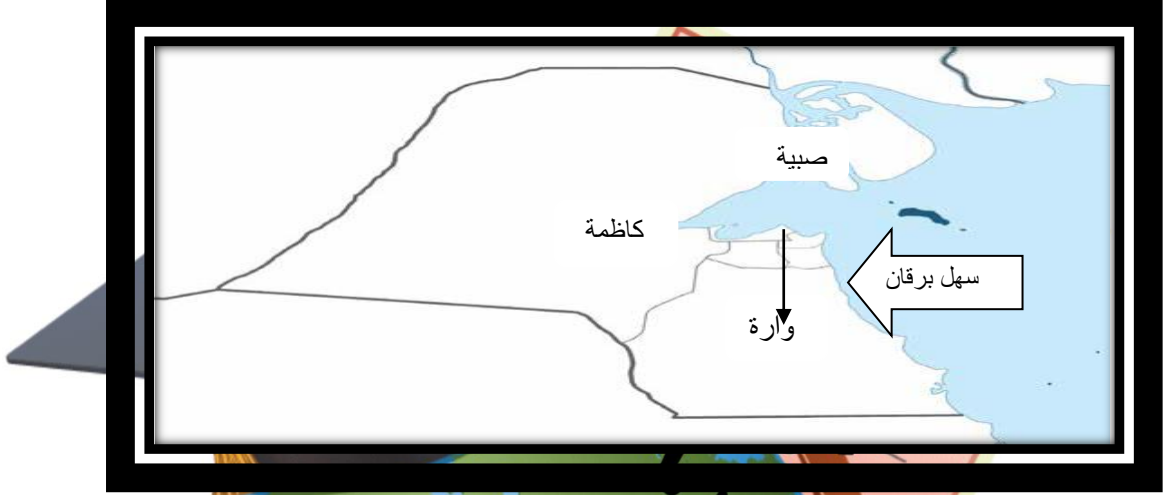 صبية
كاظمة
سهل برقان
وارة